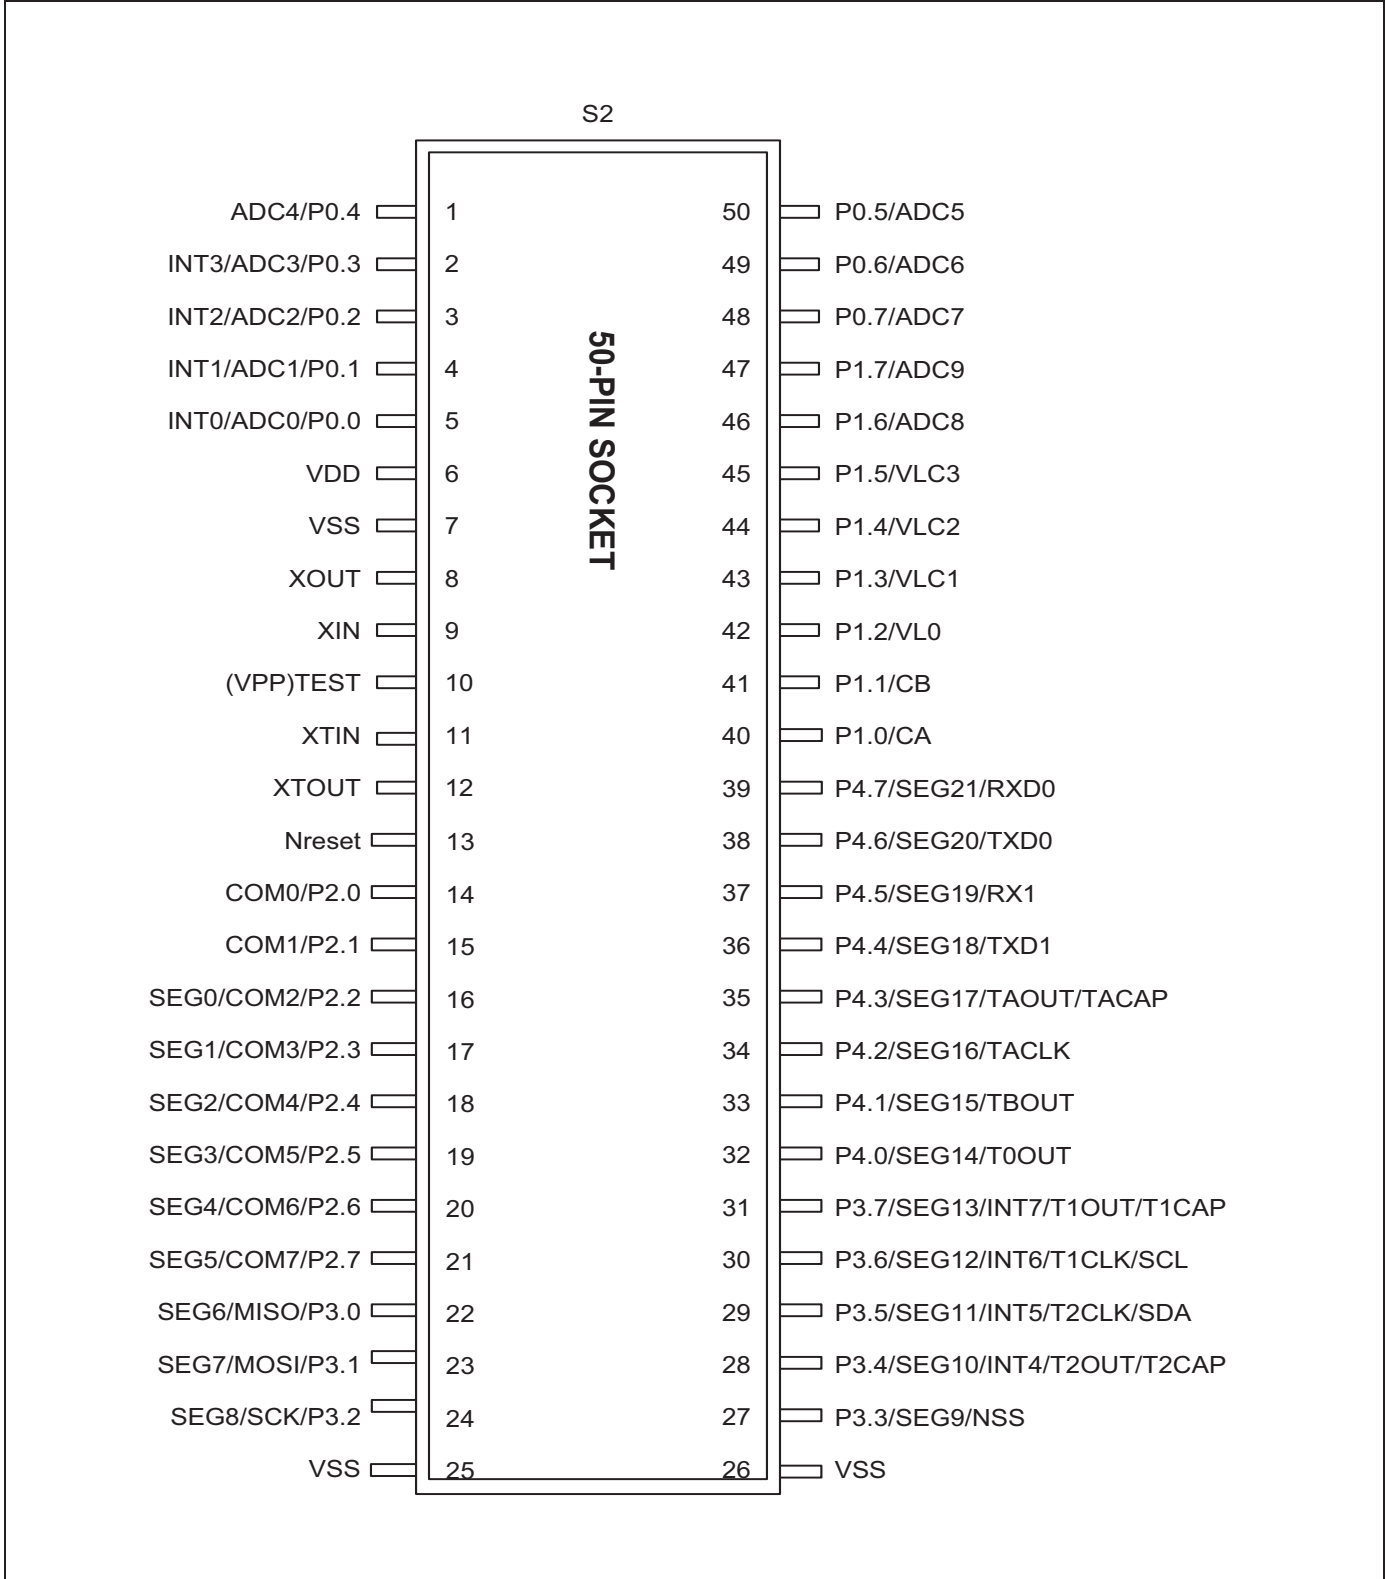 S2
ADC4/P0.4 1 50 P0.5/ADC5
INT3/ADC3/P0.3 2 49 P0.6/ADC6
INT2/ADC2/P0.2 3 48 P0.7/ADC7
INT1/ADC1/P0.1 4 47 P1.7/ADC9
INT0/ADC0/P0.0 5 46 P1.6/ADC8
VDD 6 45 P1.5/VLC3
VSS 7 44 P1.4/VLC2
XOUT 8 43 P1.3/VLC1
XIN 9 42 P1.2/VL0
(VPP)TEST 10 41 P1.1/CB
XTIN 11 40 P1.0/CA
XTOUT 12 39 P4.7/SEG21/RXD0
Nreset 13 38 P4.6/SEG20/TXD0
COM0/P2.0 14 37 P4.5/SEG19/RX1
COM1/P2.1 15 36 P4.4/SEG18/TXD1
SEG0/COM2/P2.2 16 35 P4.3/SEG17/TAOUT/TACAP
SEG1/COM3/P2.3 17 34 P4.2/SEG16/TACLK
SEG2/COM4/P2.4 18 33 P4.1/SEG15/TBOUT
SEG3/COM5/P2.5 19 32 P4.0/SEG14/T0OUT
SEG4/COM6/P2.6 20 31 P3.7/SEG13/INT7/T1OUT/T1CAP
SEG5/COM7/P2.7 21 30 P3.6/SEG12/INT6/T1CLK/SCL
SEG6/MISO/P3.0 22 29 P3.5/SEG11/INT5/T2CLK/SDA
SEG7/MOSI/P3.1 23 28 P3.4/SEG10/INT4/T2OUT/T2CAP
SEG8/SCK/P3.2 24 27 P3.3/SEG9/NSS
VSS 25 26 VSS
50-PIN SOCKET